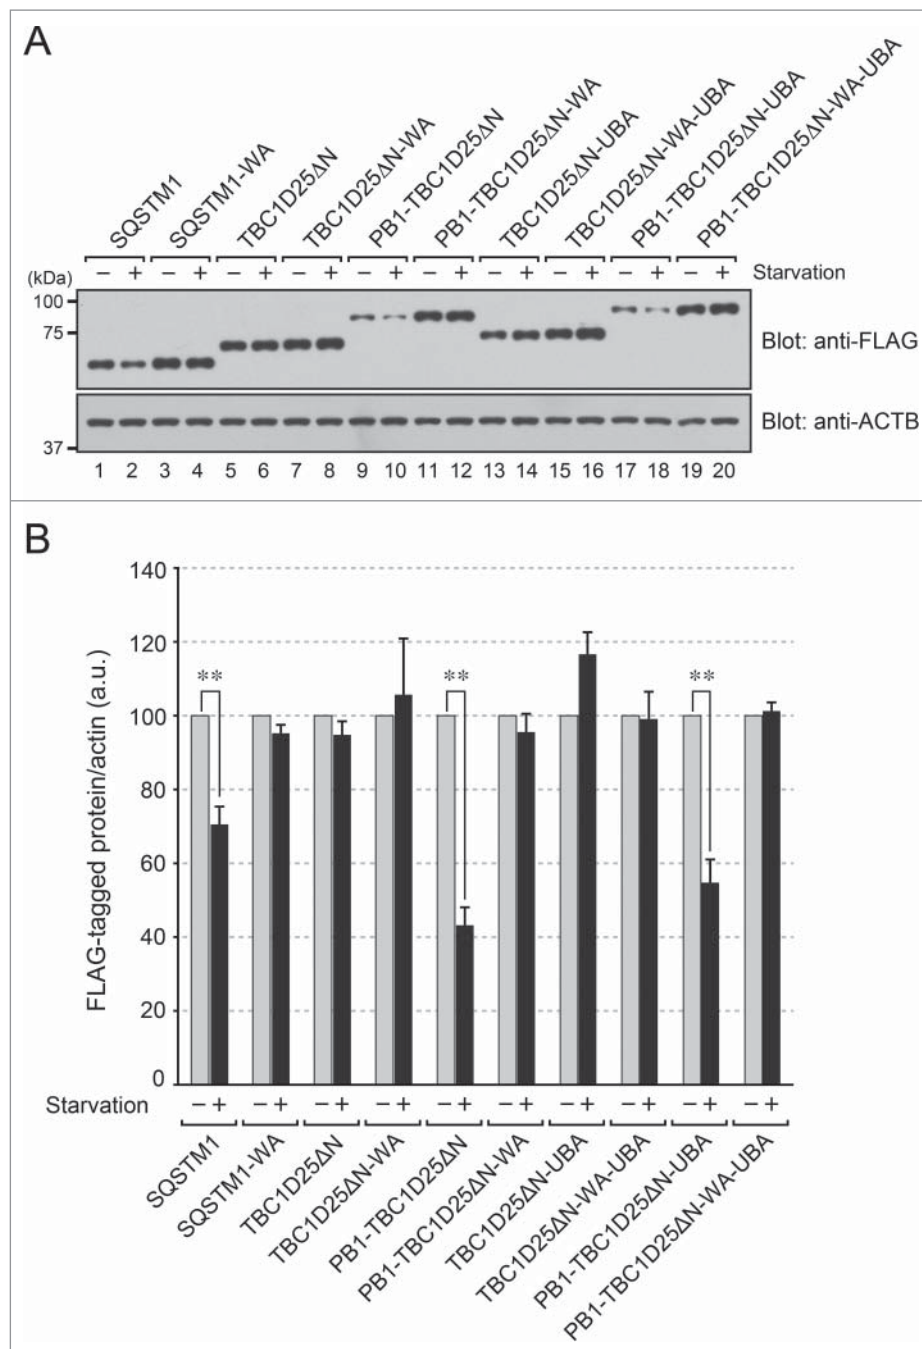 A
SQSTM1
SQSTM1-WA
TBC1D25ΔN
TBC1D25ΔN-WA
PB1-TBC1D25ΔN
PB1-TBC1D25ΔN-WA
TBC1D25ΔN-UBA
TBC1D25ΔN-WA-UBA
PB1-TBC1D25ΔN-UBA
PB1-TBC1D25ΔN-WA-UBA
(kDa) − + − + − + − + − + − + − + − + − + − + Starvation
100
75
Blot: anti-FLAG
Blot: anti-ACTB
37
1 2 3 4 5 6 7 8 9 10 11 12 13 14 15 16 17 18 19 20
B
FLAG-tagged protein/actin (a.u.)
140
120
** ** **
100
80
60
40
20
0
Starvation − + − + − + − + − + − + − + − + − + − +
SQSTM1
SQSTM1-WA
TBC1D25ΔN
TBC1D25ΔN-WA
PB1-TBC1D25ΔN
PB1-TBC1D25ΔN-WA
TBC1D25ΔN-UBA
TBC1D25ΔN-WA-UBA
PB1-TBC1D25ΔN-UBA
PB1-TBC1D25ΔN-WA-UBA